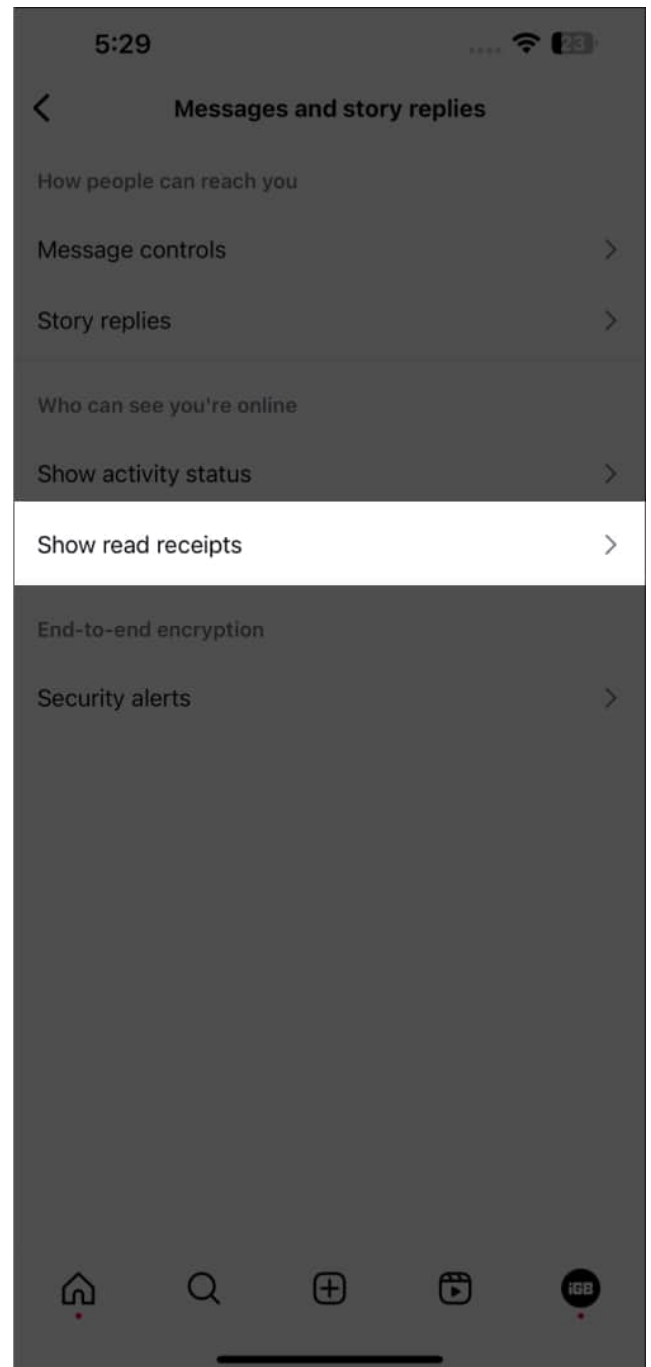 5:29
23
Messages and story replies
How people can reach you
Message controls
Story replies
Who can see you're online
Show activity status
Show read receipts
End-to-end encryption
Security alerts
iGB